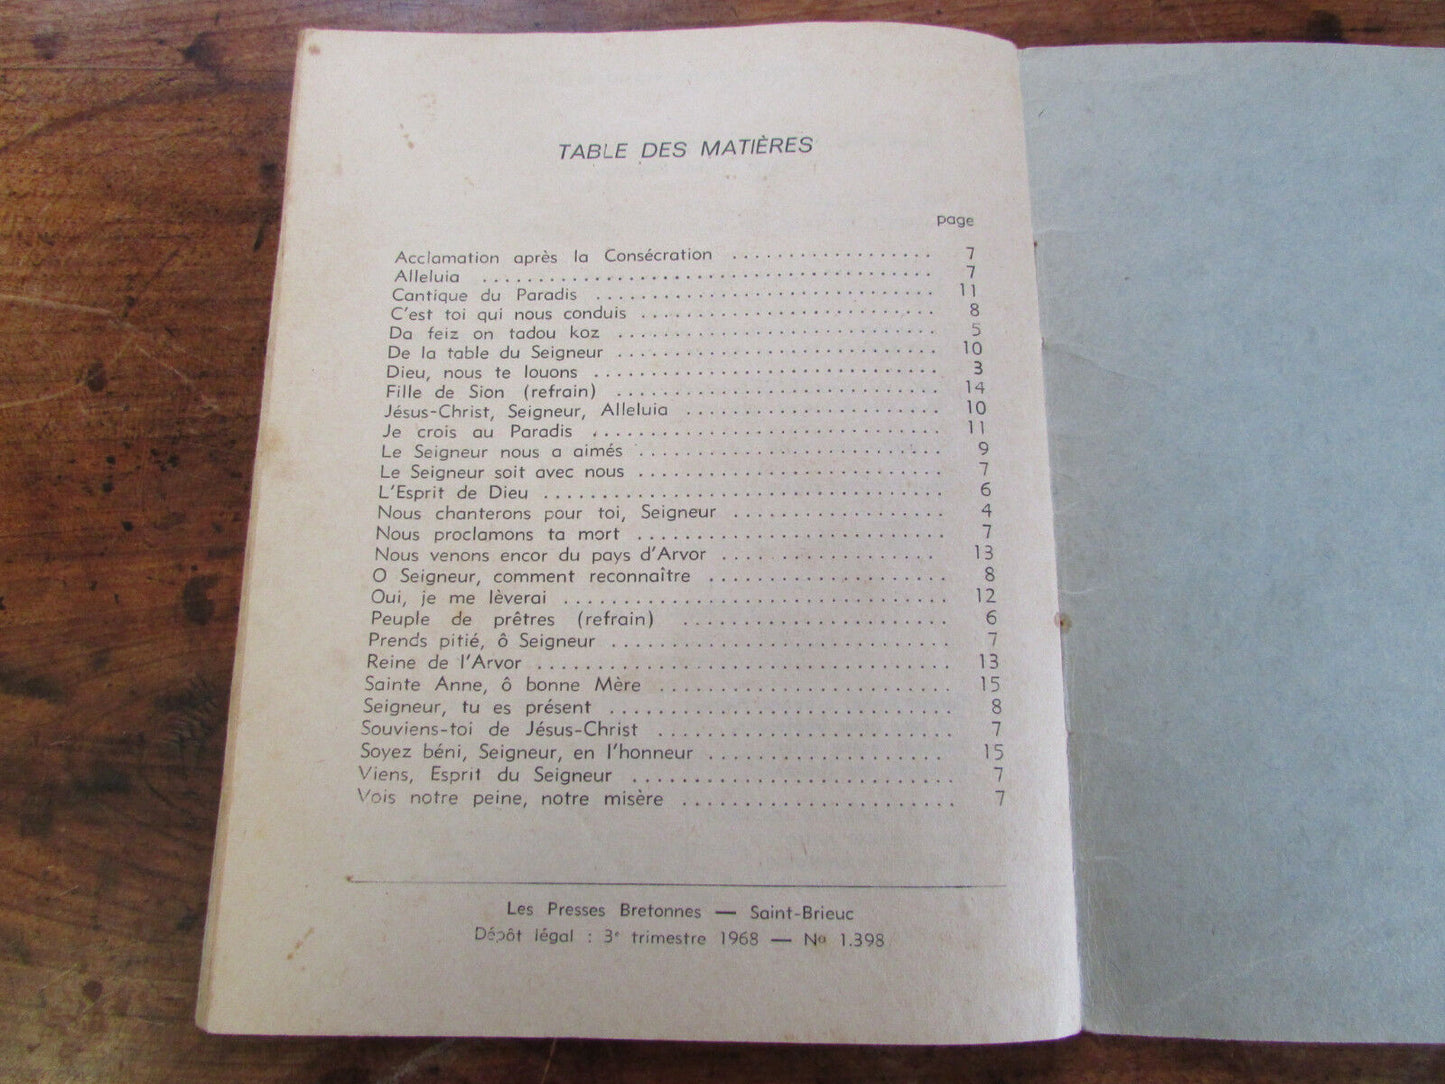 TABLE DES MATIÈRES
page
Acclamation après la Consécration .................. 7
Alleluia ....................................... 7
Cantique du Paradis .............................. 11
C'est toi qui nous conduis .......................... 8
Da feiz on tadou koz ............................ 5
De la table du Seigneur ............................ 10
Dieu, nous te louons .............................. 3
Fille de Sion (refrain) ............................ 14
Jésus-Christ, Seigneur, Alleluia ...................... 10
Je crois au Paradis .............................. 11
Le Seigneur nous a aimés .......................... 9
Le Seigneur soit avec nous .......................... 7
L'Esprit de Dieu .................................. 6
Nous chanterons pour toi, Seigneur .................. 4
Nous proclamons ta mort .......................... 7
Nous venons encor du pays d'Arvor .................. 13
O Seigneur, comment reconnaître .................... 8
Oui, je me lèverai ................................ 12
Peuple de prêtres (refrain) ...................... 6
Prends pitié, ô Seigneur ............................ 7
Reine de l'Arvor .................................. 13
Sainte Anne, ô bonne Mère ........................ 15
Seigneur, tu es présent ............................ 8
Souviens-toi de Jésus-Christ ........................ 7
Soyez béni, Seigneur, en l'honneur .................... 15
Viens, Esprit du Seigneur .......................... 7
Vois notre peine, notre misère ...................... 7
Les Presses Bretonnes — Saint-Brieuc
Dépôt légal : 3e trimestre 1968 — No 1.398